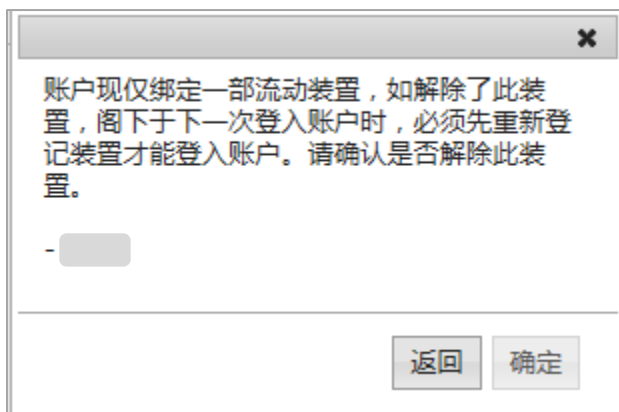 账户现仅绑定一部流动装置，如解除了此装
置，阁下于下一次登入账户时，必须先重新登
记装置才能登入账户。请确认是否解除此装
置。
-
返回 确定